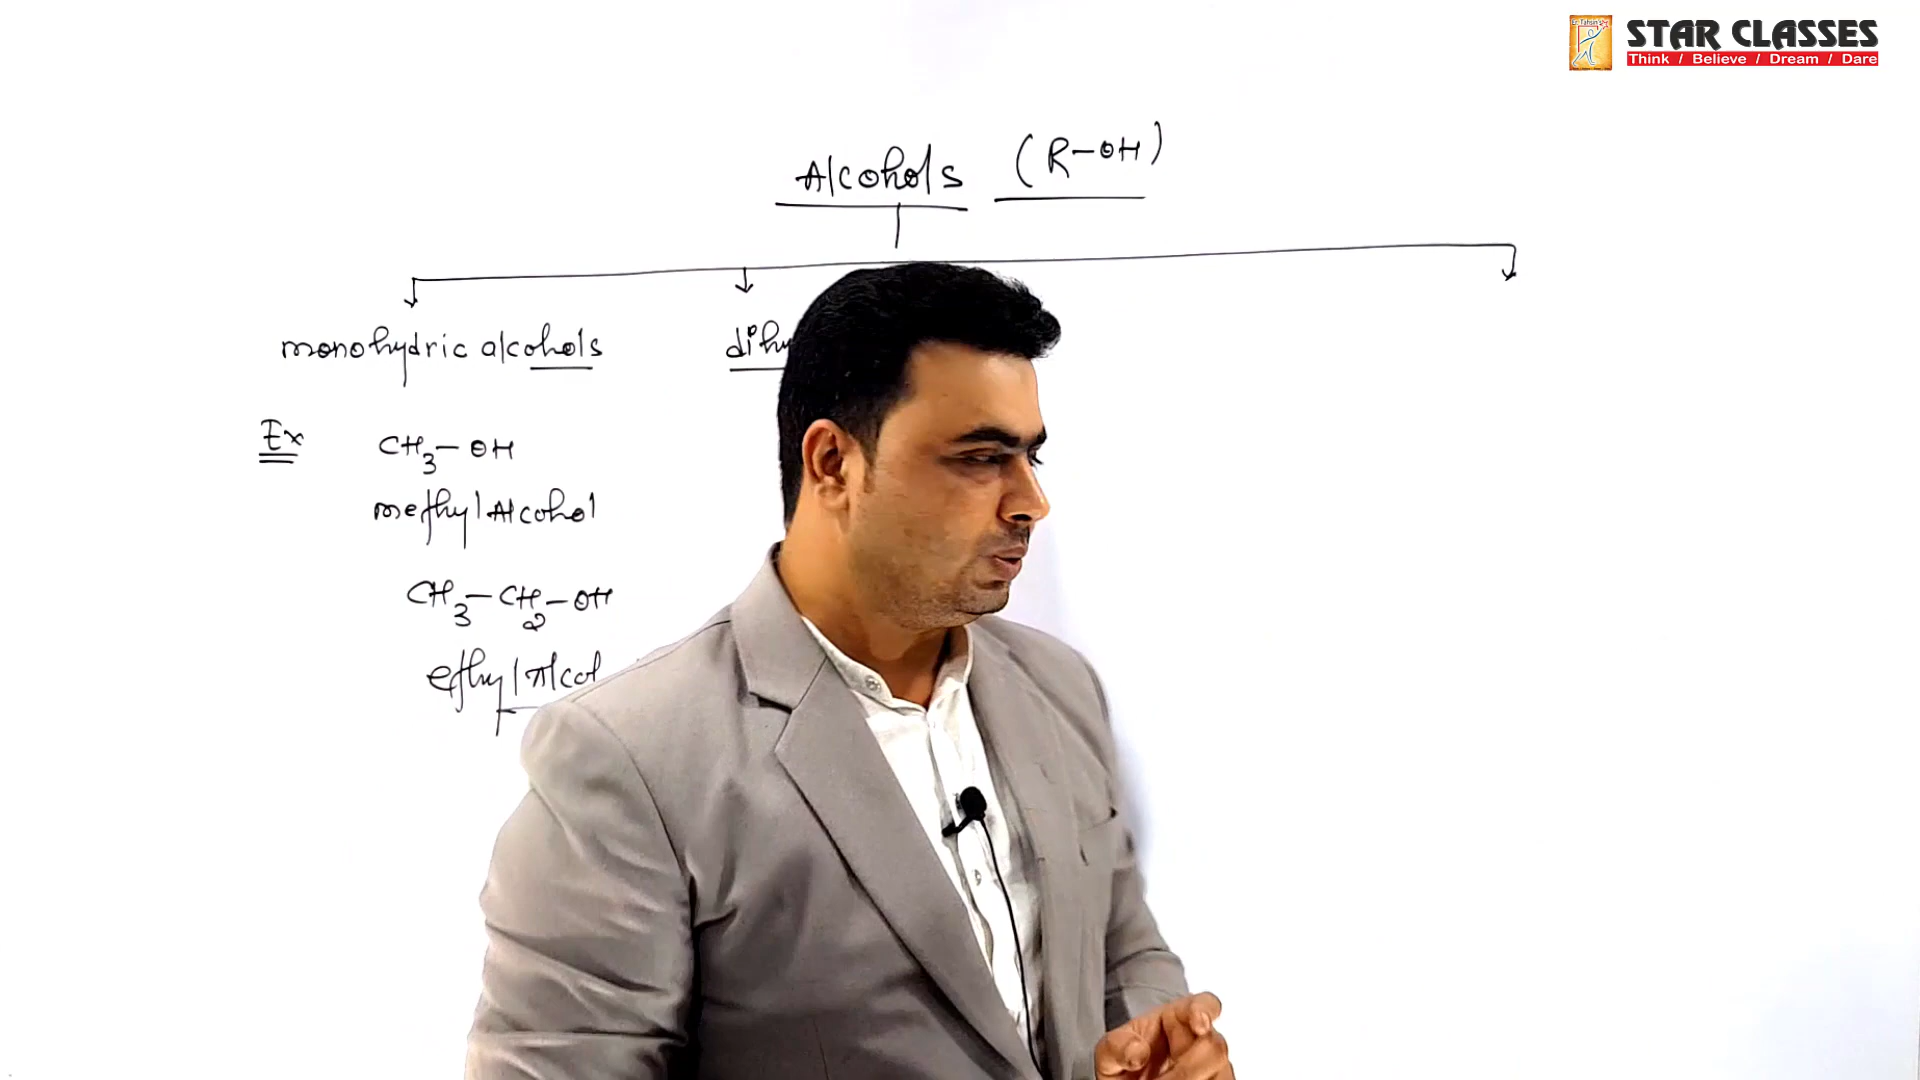 STAR CLASSES
Think / Believe / Dream / Dare
Alcohols (R-OH)
monohydric alcohols
Ex
CH3-OH
methyl Alcohol
CH3-CH2-OH
ethyl